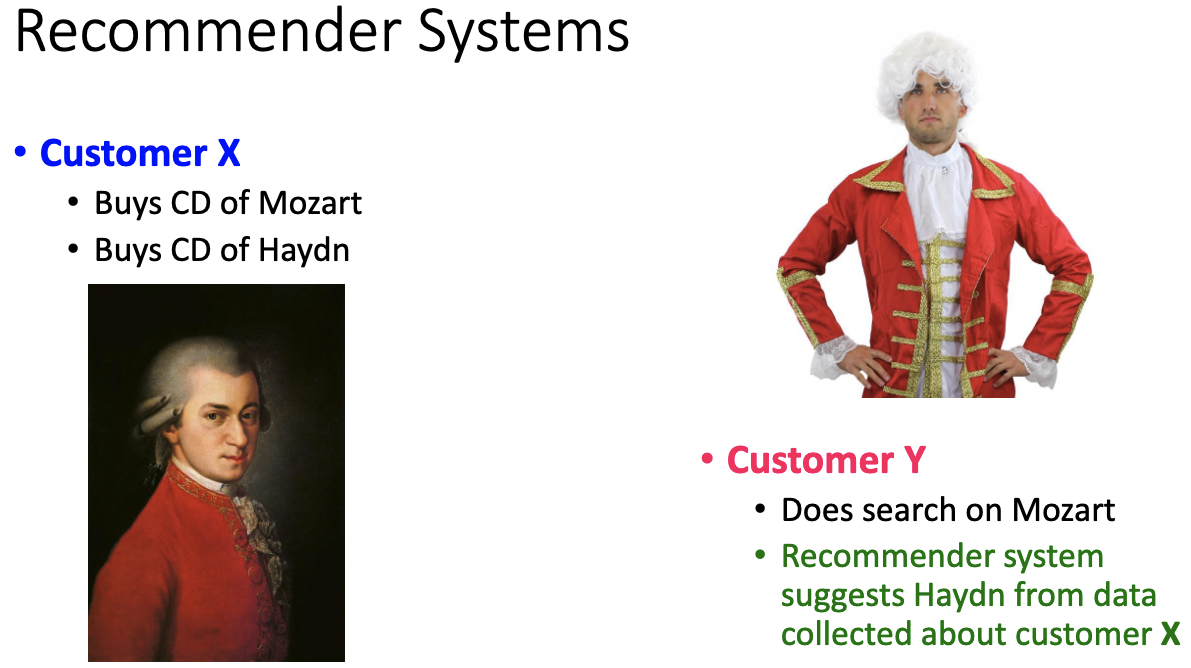 Recommender Systems
• Customer X
• Buys CD of Mozart
• Buys CD of Haydn
• Customer Y
• Does search on Mozart
• Recommender system
suggests Haydn from data
collected about customer X